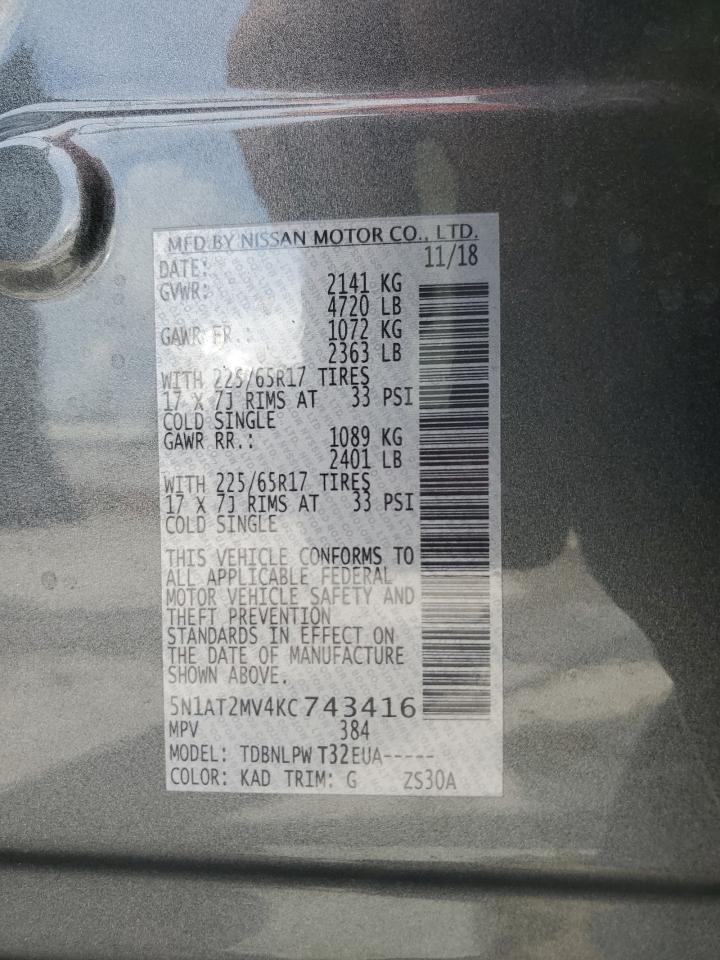 MFD BY NISSAN MOTOR CO., LTD.
DATE: 11/18
GVWR: 2141 KG
4720 LB
GAWR FR.: 1072 KG
2363 LB
WITH 225/65R17 TIRES
17 X 7J RIMS AT 33 PSI
COLD SINGLE
GAWR RR.: 1089 KG
2401 LB
WITH 225/65R17 TIRES
17 X 7J RIMS AT 33 PSI
COLD SINGLE
THIS VEHICLE CONFORMS TO
ALL APPLICABLE FEDERAL
MOTOR VEHICLE SAFETY AND
THEFT PREVENTION
STANDARDS IN EFFECT ON
THE DATE OF MANUFACTURE
SHOWN ABOVE.
5N1AT2MV4KC743416
MPV 384
MODEL: TDBNLPW T32EUA-----
COLOR: KAD TRIM: G ZS30A